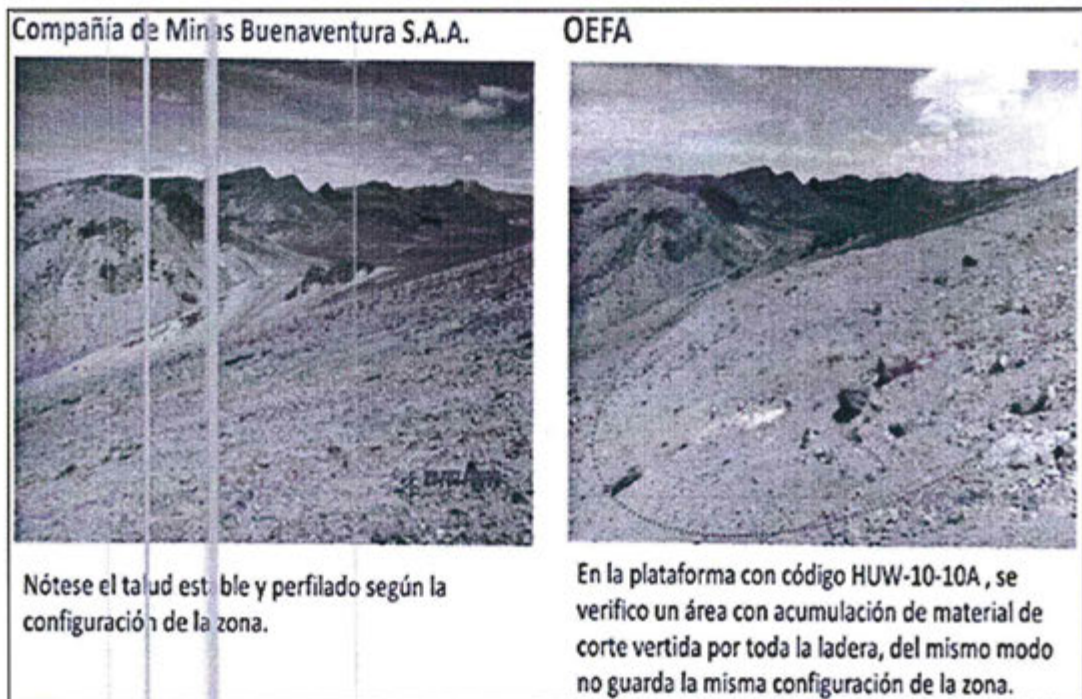 Compañía de Minas Buenaventura S.A.A.
Nótese el talud estable y perfilado según la
configuración de la zona.
OEFA
En la plataforma con código HUW-10-10A , se
verifico un área con acumulación de material de
corte vertida por toda la ladera, del mismo modo
no guarda la misma configuración de la zona.